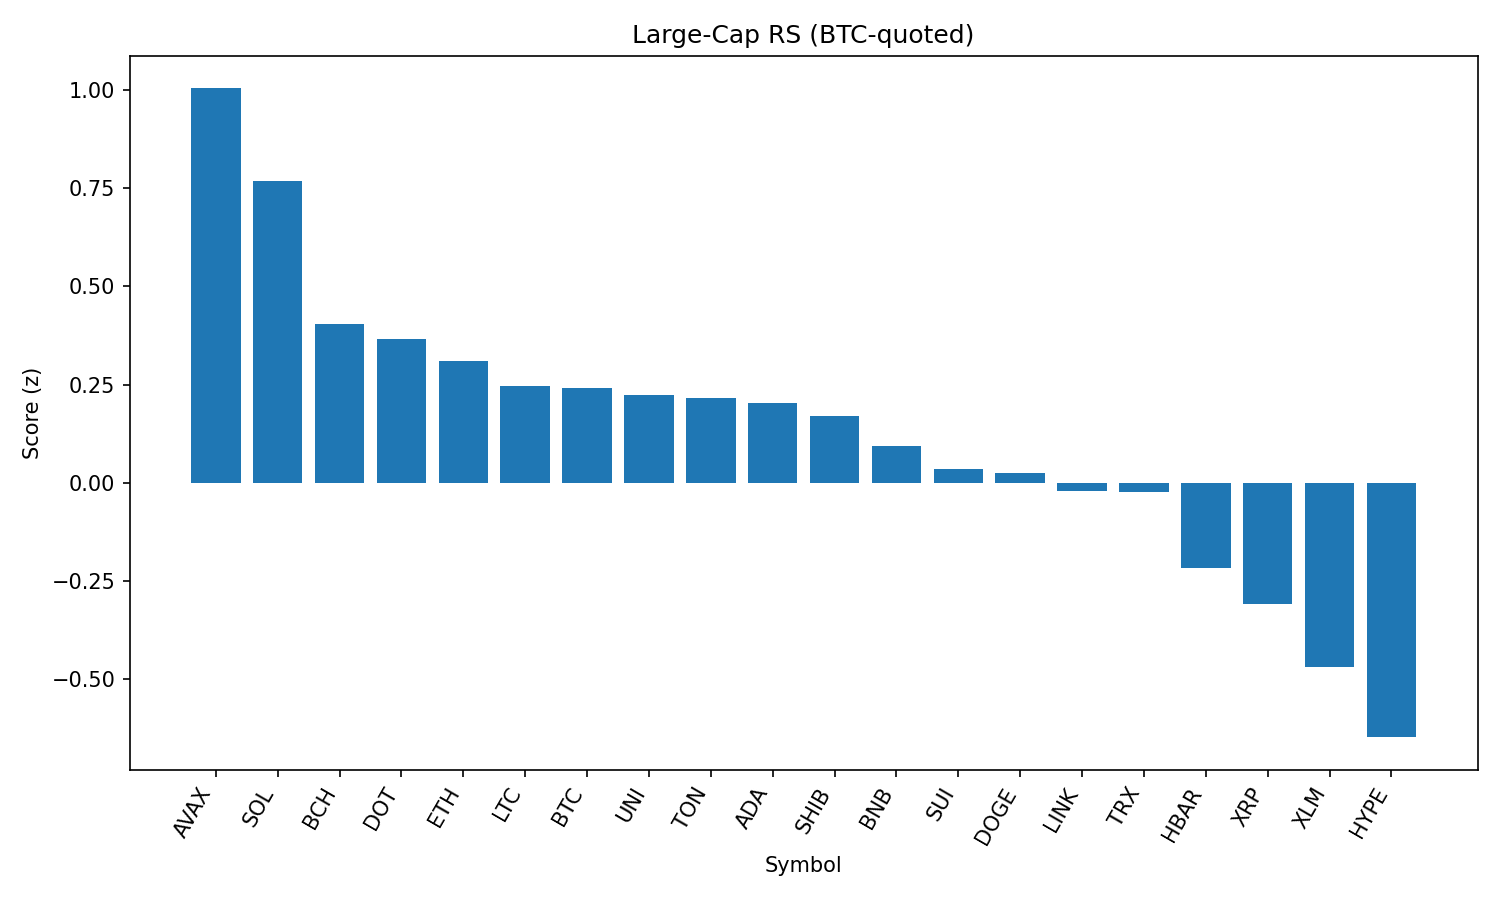 Large-Cap RS (BTC-quoted)
Score (z)
1.00
0.75
0.50
0.25
0.00
−0.25
−0.50
AVAX
SOL
BCH
DOT
ETH
LTC
BTC
UNI
TON
ADA
SHIB
BNB
SUI
DOGE
LINK
TRX
HBAR
XRP
XLM
HYPE
Symbol